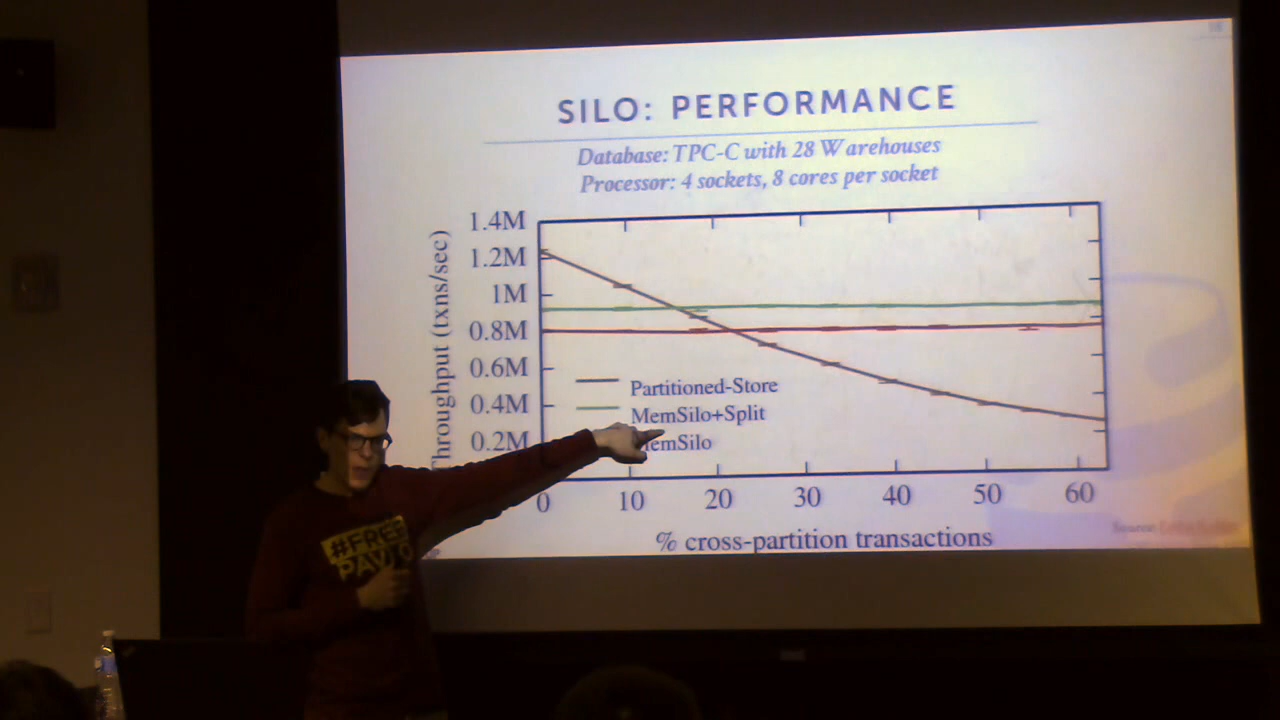 SILO: PERFORMANCE
Database: TPC-C with 28 Warehouses
Processor: 4 sockets, 8 cores per socket
1.4M
1.2M
1M
0.8M
0.6M
0.4M
0.2M
Throughput (txns/sec)
Partitioned-Store
MemSilo+Split
MemSilo
0 10 20 30 40 50 60
% cross-partition transactions
Source:
#FREE
PAVLO